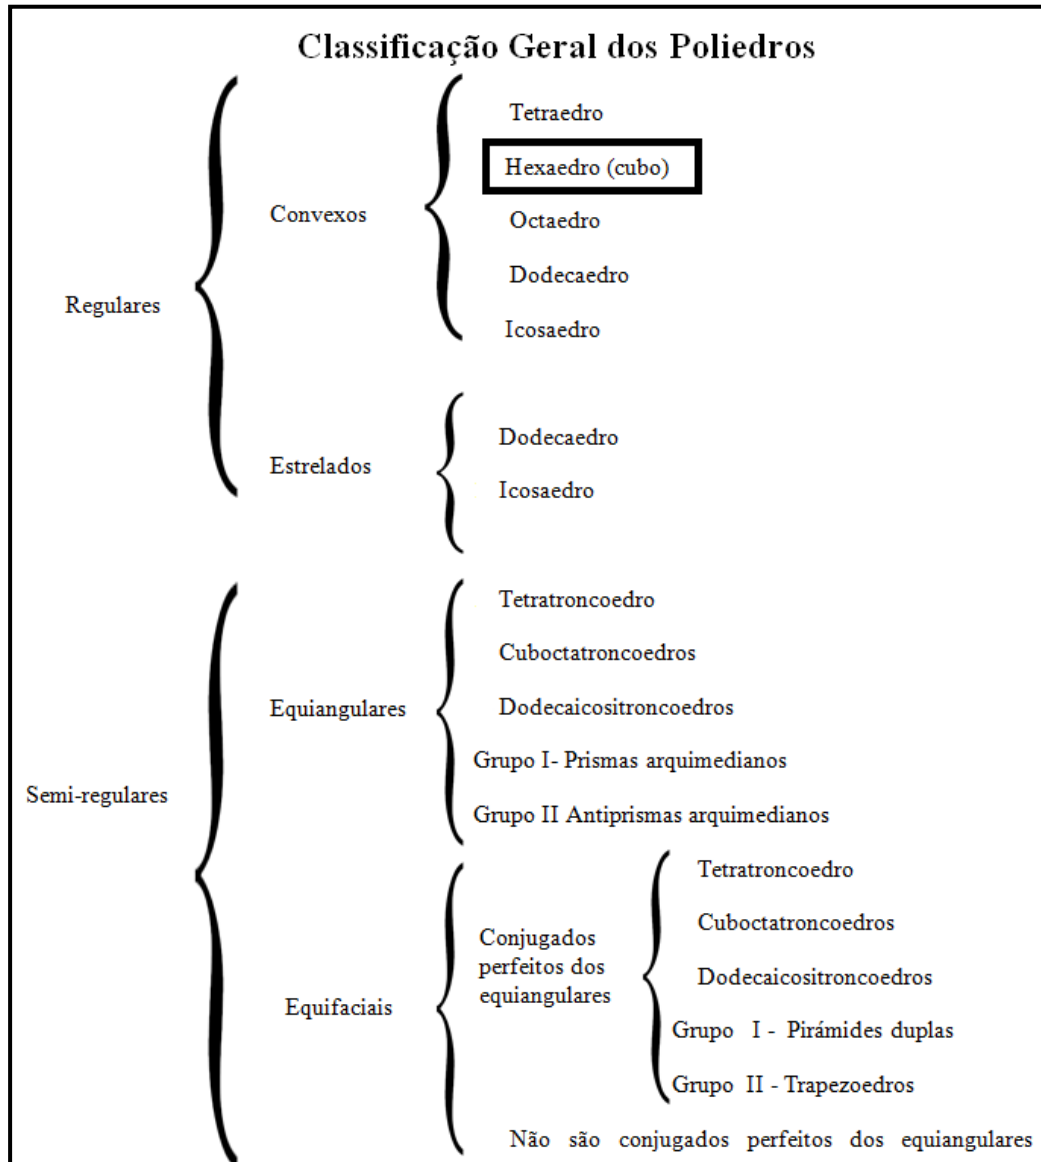 Classificação Geral dos Poliedros
Regulares
Convexos
Tetraedro
Hexaedro (cubo)
Octaedro
Dodecaedro
Icosaedro
Estrelados
Dodecaedro
Icosaedro
Semi-regulares
Equiangulares
Tetratroncoedro
Cuboctatroncoedros
Dodecaicositroncoedros
Grupo I- Prismas arquimedianos
Grupo II Antiprismas arquimedianos
Equifaciais
Conjugados
perfeitos dos
equiangulares
Tetratroncoedro
Cuboctatroncoedros
Dodecaicositroncoedros
Grupo I - Pirámides duplas
Grupo II - Trapezoedros
Não são conjugados perfeitos dos equiangulares